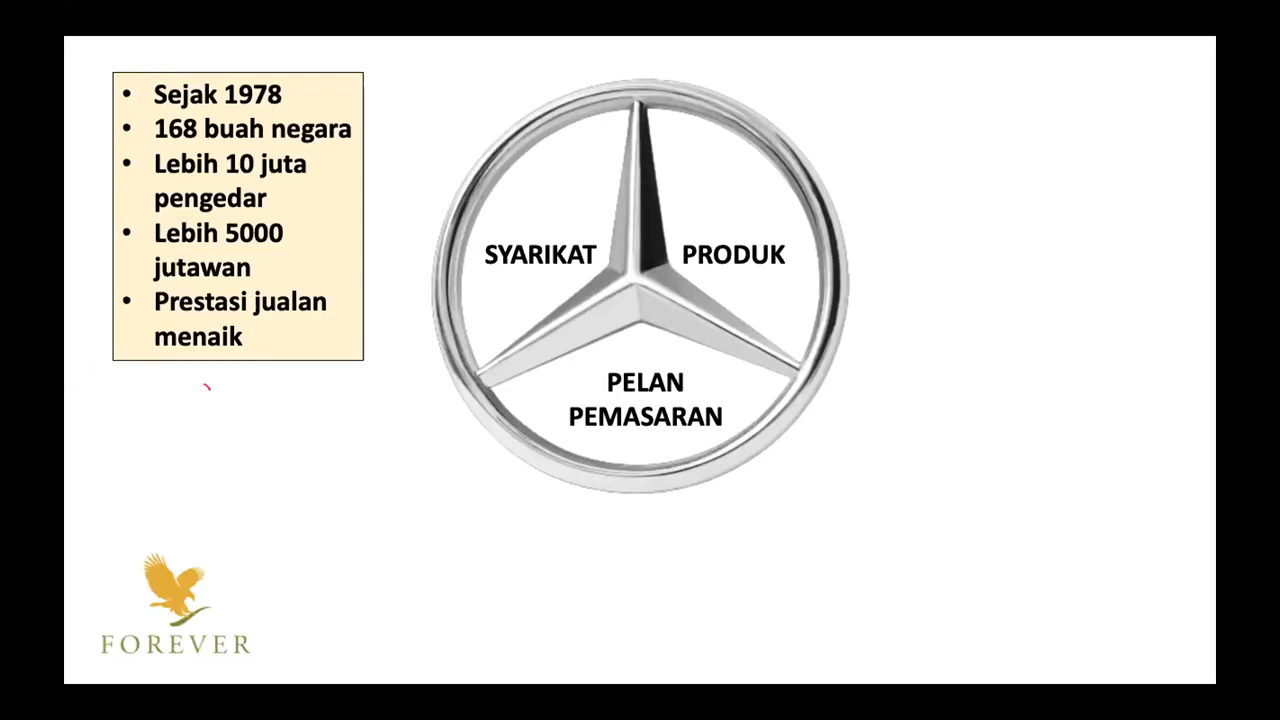 • Sejak 1978
• 168 buah negara
• Lebih 10 juta
pengedar
• Lebih 5000
jutawan
• Prestasi jualan
menaik
SYARIKAT
PRODUK
PELAN
PEMASARAN
FOREVER